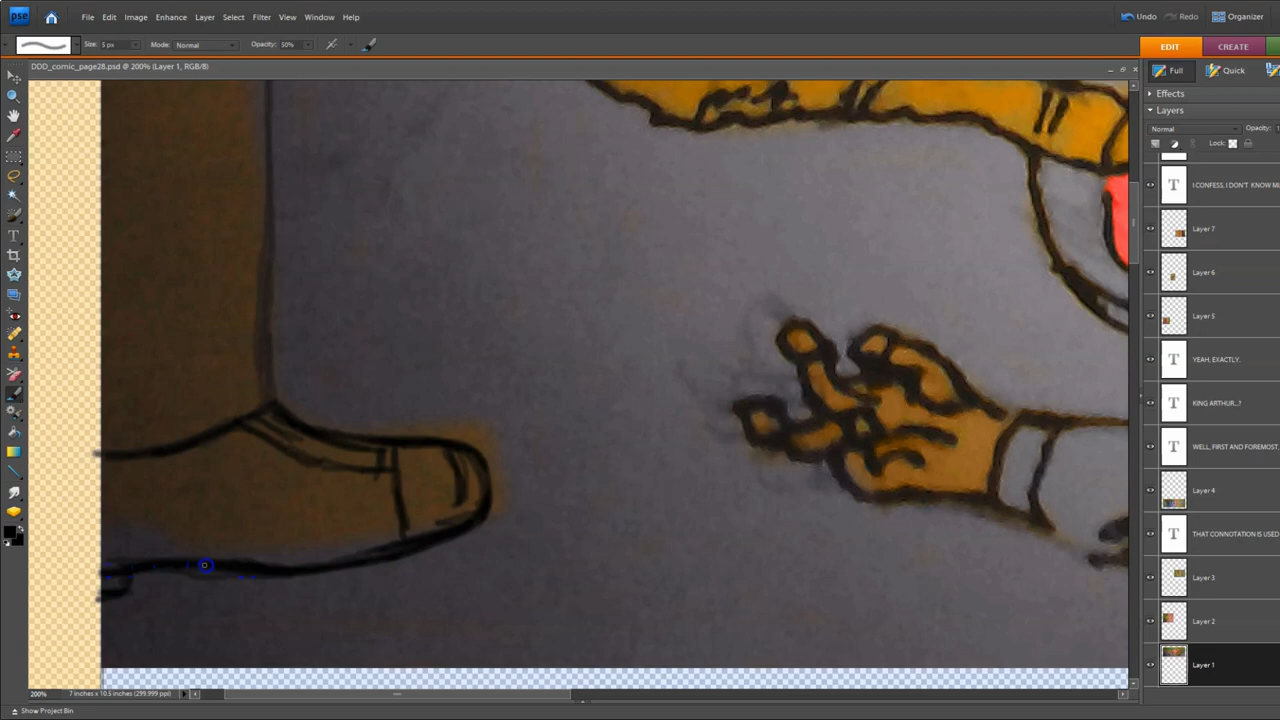 pse File Edit Image Enhance Layer Select Filter View Window Help Undo Redo Organizer
Size: 5 px Mode: Normal Opacity: 50% EDIT CREATE
DDD_comic_page28.psd @ 200% (Layer 1, RGB/8)
Full Quick
Effects
Layers
Normal Opacity: 1
Lock:
I CONFESS, I DON'T KNOW M
Layer 7
Layer 6
Layer 5
YEAH, EXACTLY.
KING ARTHUR...?
WELL, FIRST AND FOREMOST,
Layer 4
THAT CONNOTATION IS USED
Layer 3
Layer 2
Layer 1
200% 7 inches x 10.5 inches (299.999 ppi)
Show Project Bin